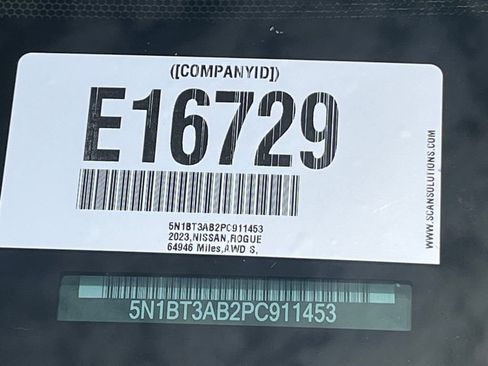 ([COMPANYID])
E16729
5N1BT3AB2PC911453
2023,NISSAN,ROGUE
64946 Miles,AWD S,
WWW.SCANSOLUTIONS.COM
5N1BT3AB2PC911453